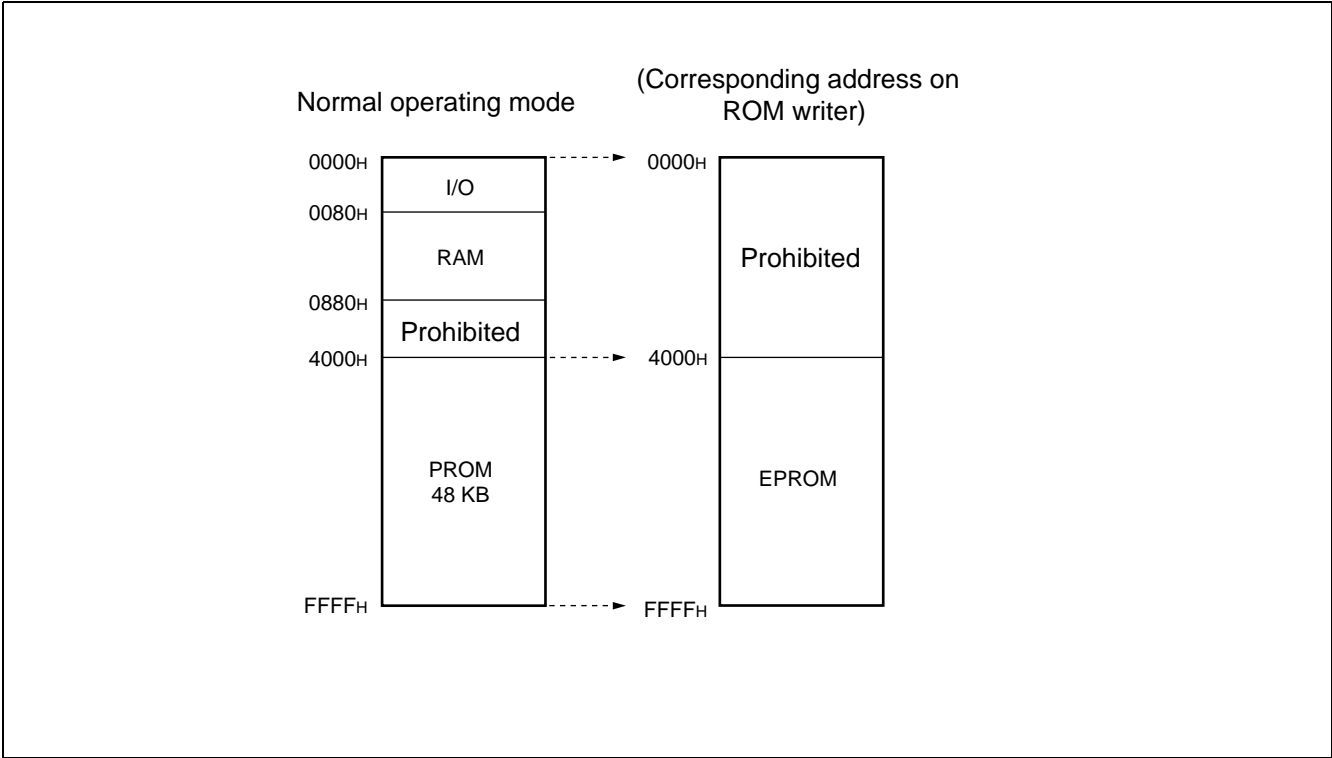 Normal operating mode
(Corresponding address on
ROM writer)
0000H
I/O
0080H
RAM
0880H
Prohibited
4000H
PROM
48 KB
FFFFH
0000H
Prohibited
4000H
EPROM
FFFFH